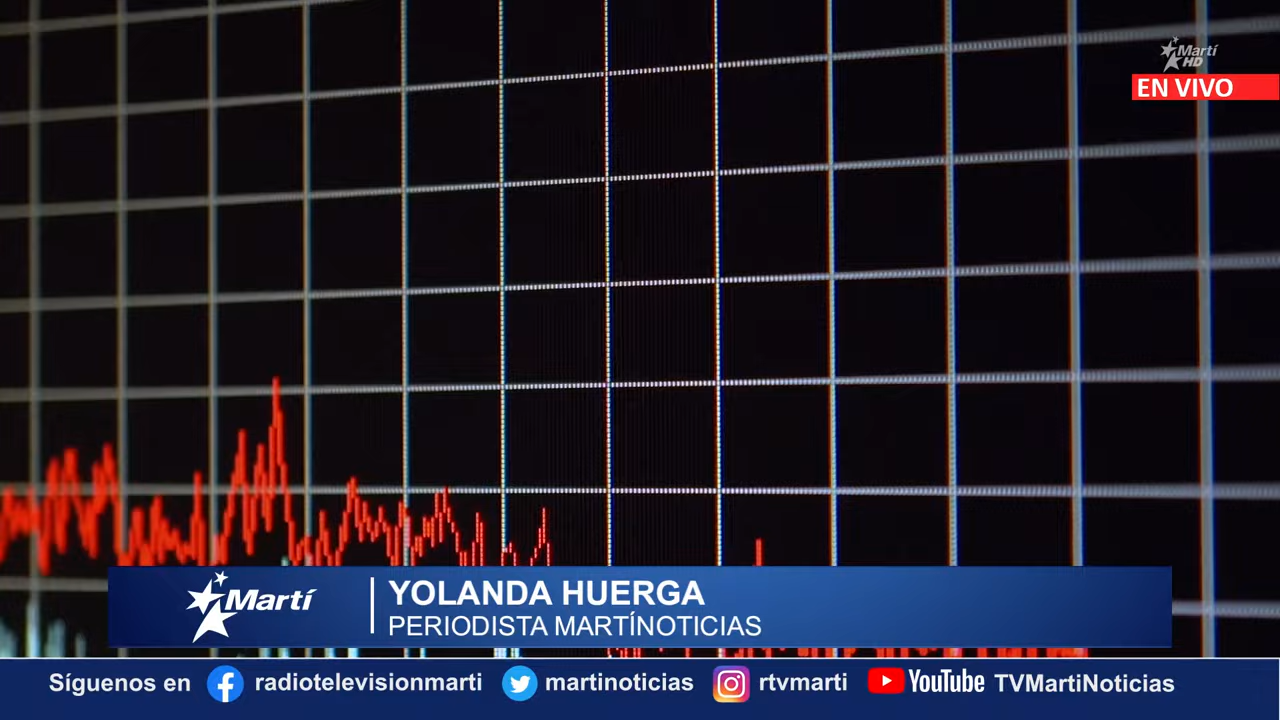 Martí
HD
EN VIVO
Martí
YOLANDA HUERGA
PERIODISTA MARTÍNOTICIAS
Síguenos en radiotelevisionmarti martinoticias rtvmarti YouTube TVMartiNoticias